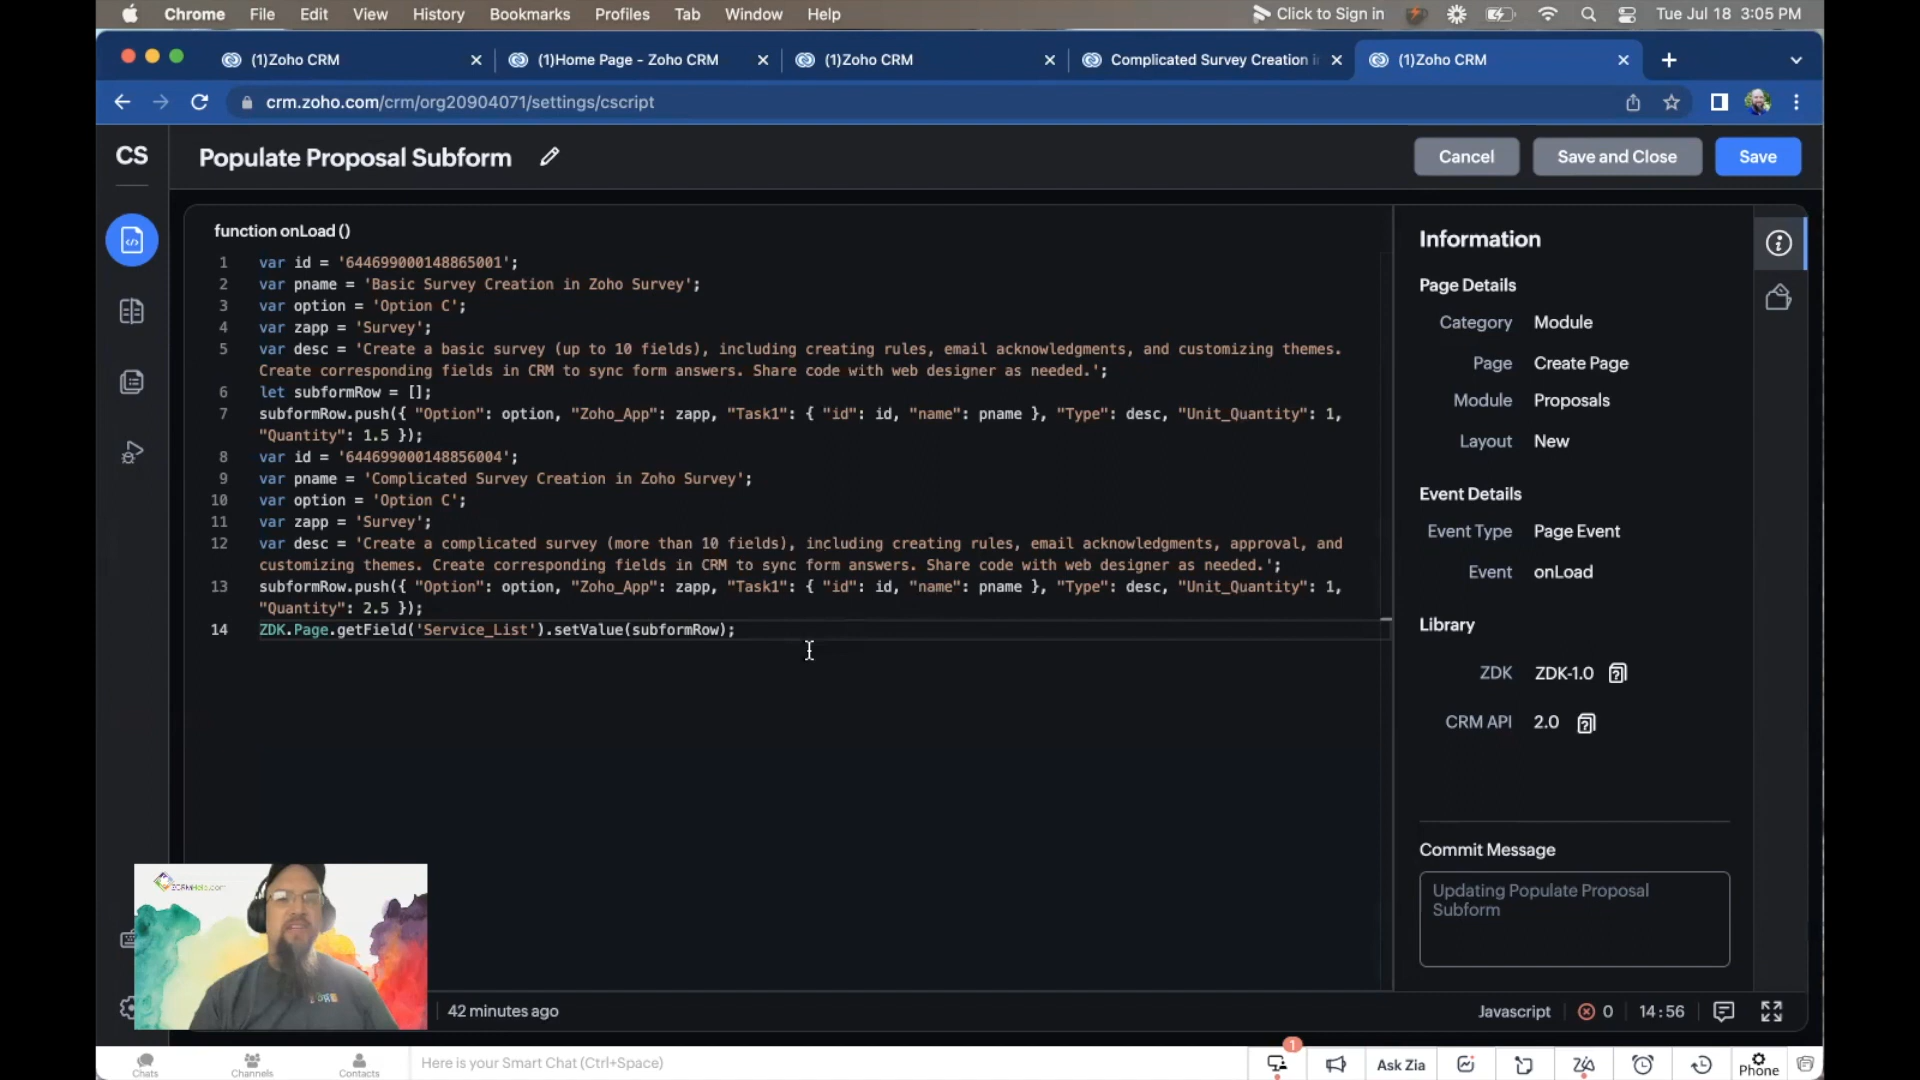 Chrome File Edit View History Bookmarks Profiles Tab Window Help Click to Sign in Tue Jul 18 3:05 PM
(1)Zoho CRM (1)Home Page - Zoho CRM (1)Zoho CRM Complicated Survey Creation i (1)Zoho CRM
crm.zoho.com/crm/org20904071/settings/cscript
CS Populate Proposal Subform Cancel Save and Close Save
function onLoad ()
1 var id = '644699000148865001';
2 var pname = 'Basic Survey Creation in Zoho Survey';
3 var option = 'Option C';
4 var zapp = 'Survey';
5 var desc = 'Create a basic survey (up to 10 fields), including creating rules, email acknowledgments, and customizing themes.
Create corresponding fields in CRM to sync form answers. Share code with web designer as needed.';
6 let subformRow = [];
7 subformRow.push({ "Option": option, "Zoho_App": zapp, "Task1": { "id": id, "name": pname }, "Type": desc, "Unit_Quantity": 1,
"Quantity": 1.5 });
8 var id = '644699000148856004';
9 var pname = 'Complicated Survey Creation in Zoho Survey';
10 var option = 'Option C';
11 var zapp = 'Survey';
12 var desc = 'Create a complicated survey (more than 10 fields), including creating rules, email acknowledgments, approval, and
customizing themes. Create corresponding fields in CRM to sync form answers. Share code with web designer as needed.';
13 subformRow.push({ "Option": option, "Zoho_App": zapp, "Task1": { "id": id, "name": pname }, "Type": desc, "Unit_Quantity": 1,
"Quantity": 2.5 });
14 ZDK.Page.getField('Service_List').setValue(subformRow);
Information
Page Details
Category Module
Page Create Page
Module Proposals
Layout New
Event Details
Event Type Page Event
Event onLoad
Library
ZDK ZDK-1.0
CRM API 2.0
Commit Message
Updating Populate Proposal
Subform
42 minutes ago Javascript 0 14:56
Chats Channels Contacts Here is your Smart Chat (Ctrl+Space) 1 Ask Zia Phone